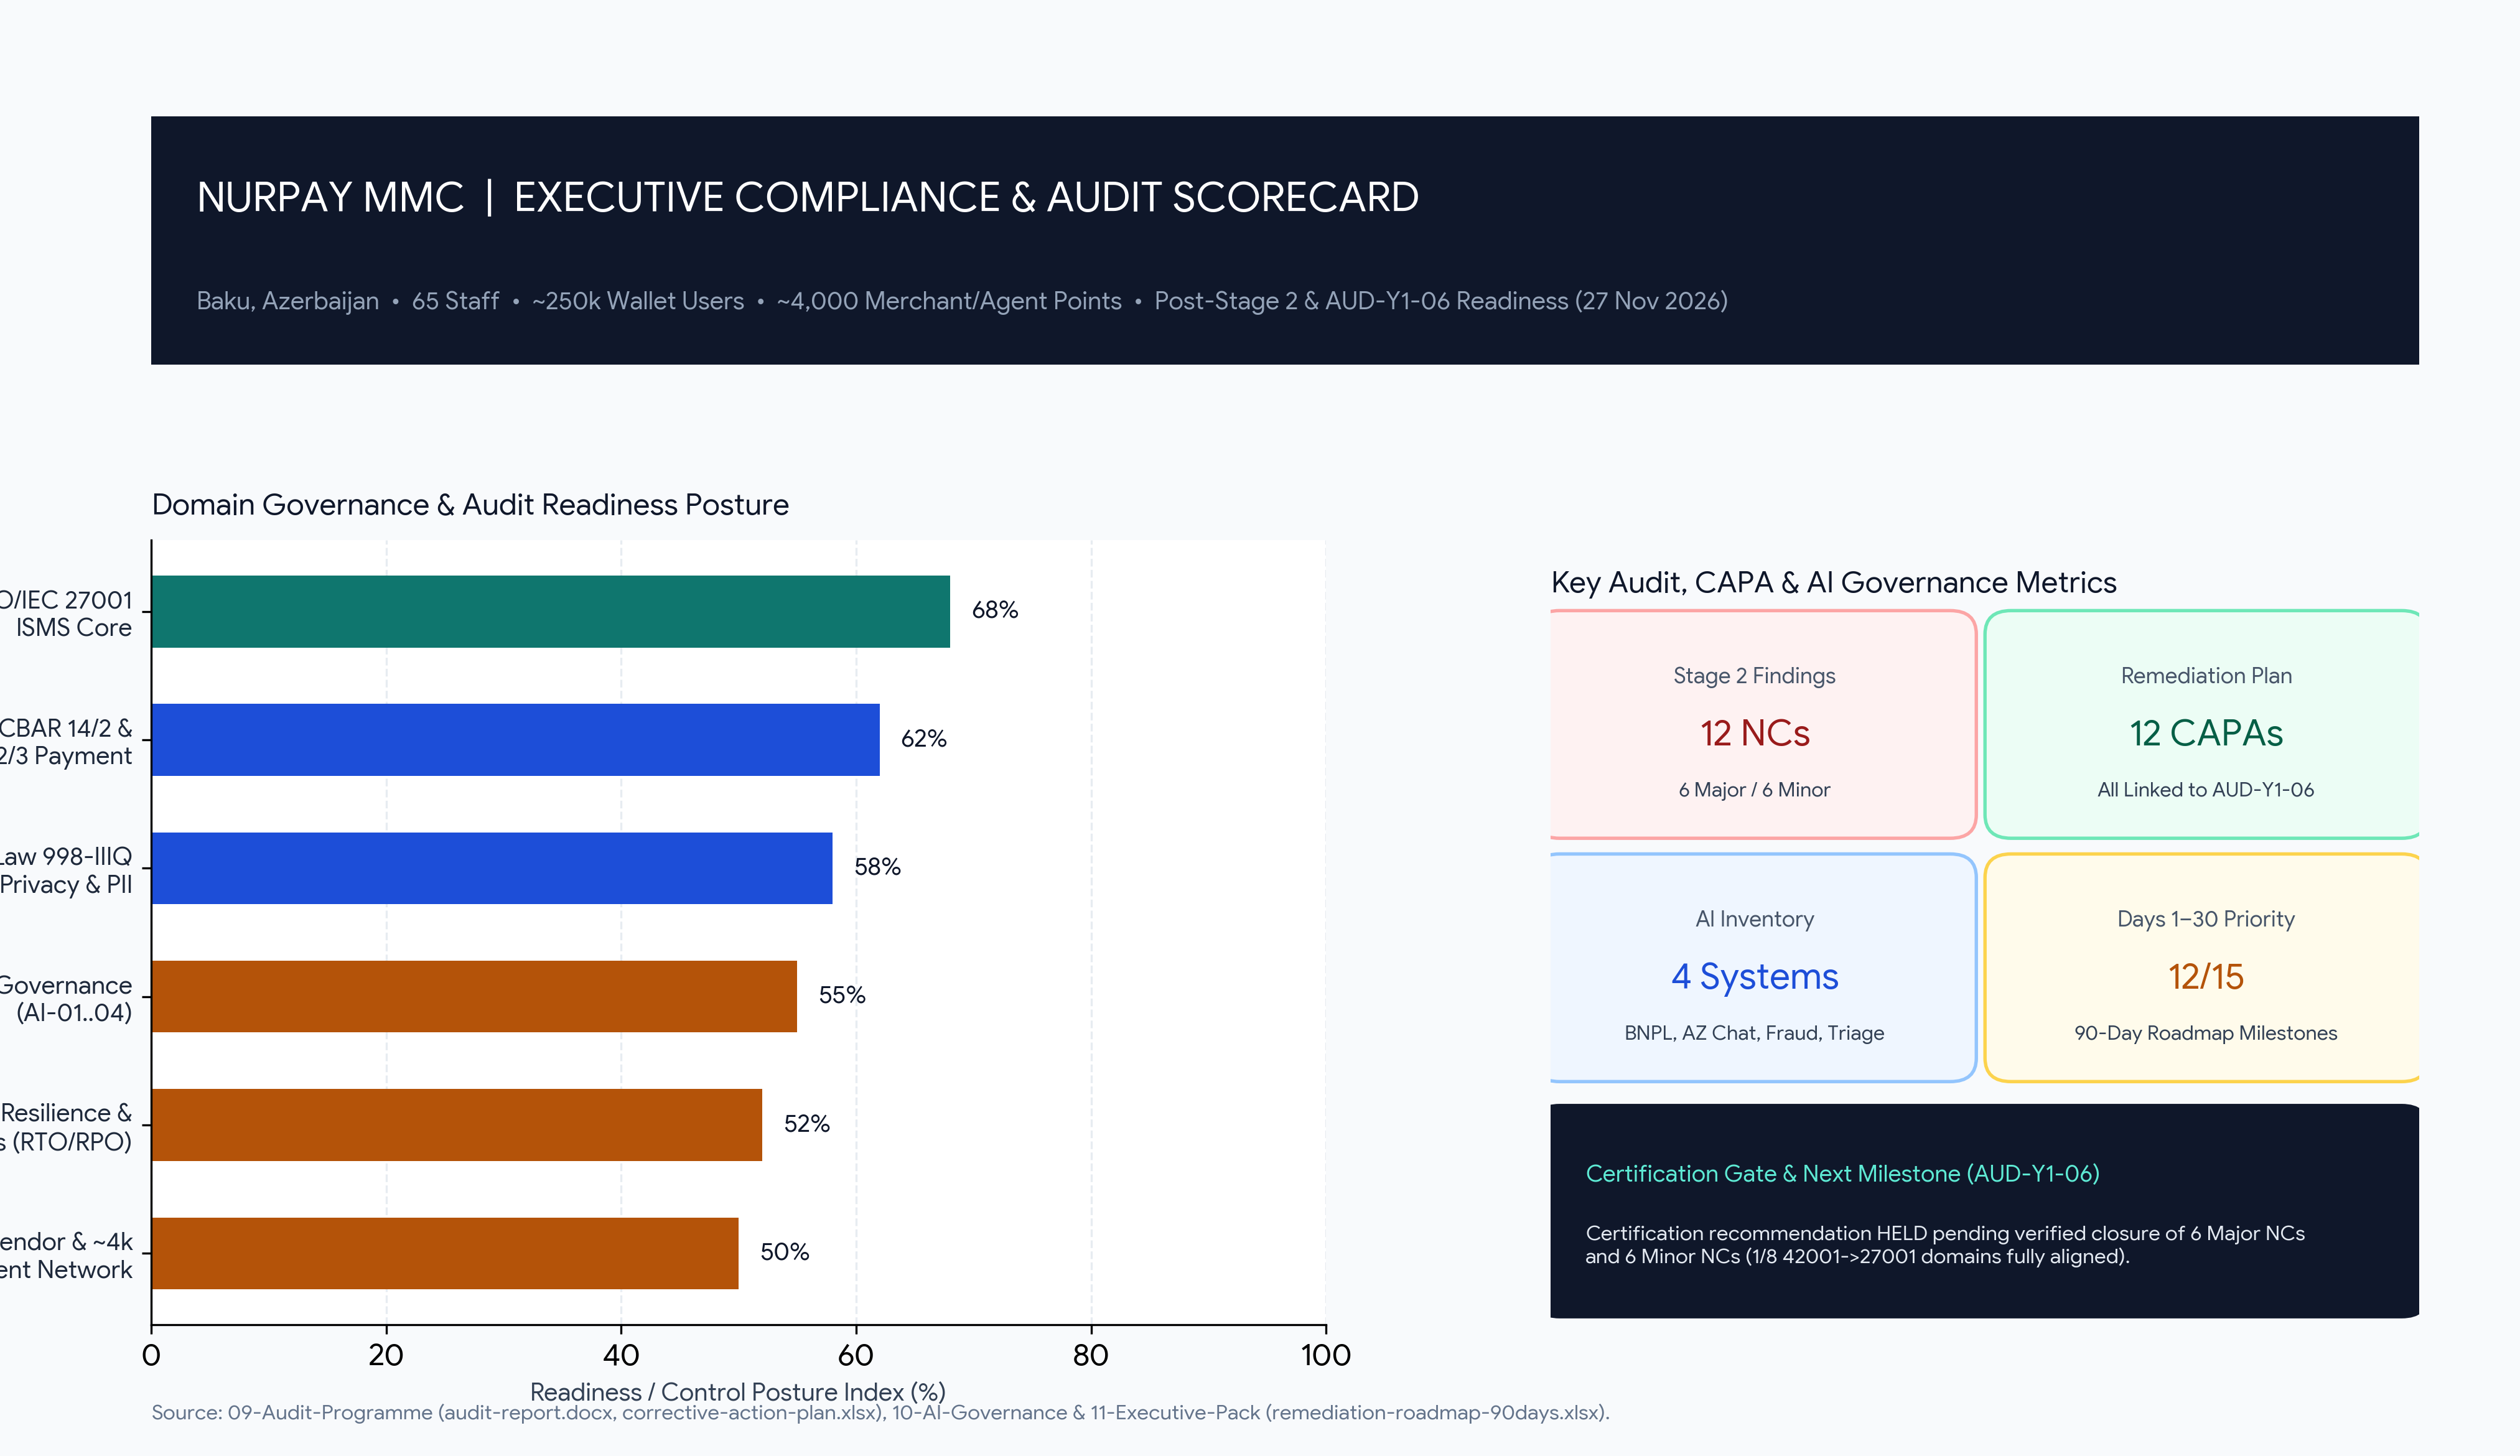 NURPAY MMC | EXECUTIVE COMPLIANCE & AUDIT SCORECARD
Baku, Azerbaijan • 65 Staff • ~250k Wallet Users • ~4,000 Merchant/Agent Points • Post-Stage 2 & AUD-Y1-06 Readiness (27 Nov 2026)
Domain Governance & Audit Readiness Posture
O/IEC 27001
ISMS Core
68%
CBAR 14/2 &
2/3 Payment
62%
Law 998-IIIQ
Privacy & PII
58%
Governance
(AI-01..04)
55%
Resilience &
s (RTO/RPO)
52%
endor & ~4k
ent Network
50%
0 20 40 60 80 100
Readiness / Control Posture Index (%)
Key Audit, CAPA & AI Governance Metrics
Stage 2 Findings
12 NCs
6 Major / 6 Minor
Remediation Plan
12 CAPAs
All Linked to AUD-Y1-06
AI Inventory
4 Systems
BNPL, AZ Chat, Fraud, Triage
Days 1–30 Priority
12/15
90-Day Roadmap Milestones
Certification Gate & Next Milestone (AUD-Y1-06)
Certification recommendation HELD pending verified closure of 6 Major NCs
and 6 Minor NCs (1/8 42001->27001 domains fully aligned).
Source: 09-Audit-Programme (audit-report.docx, corrective-action-plan.xlsx), 10-AI-Governance & 11-Executive-Pack (remediation-roadmap-90days.xlsx).